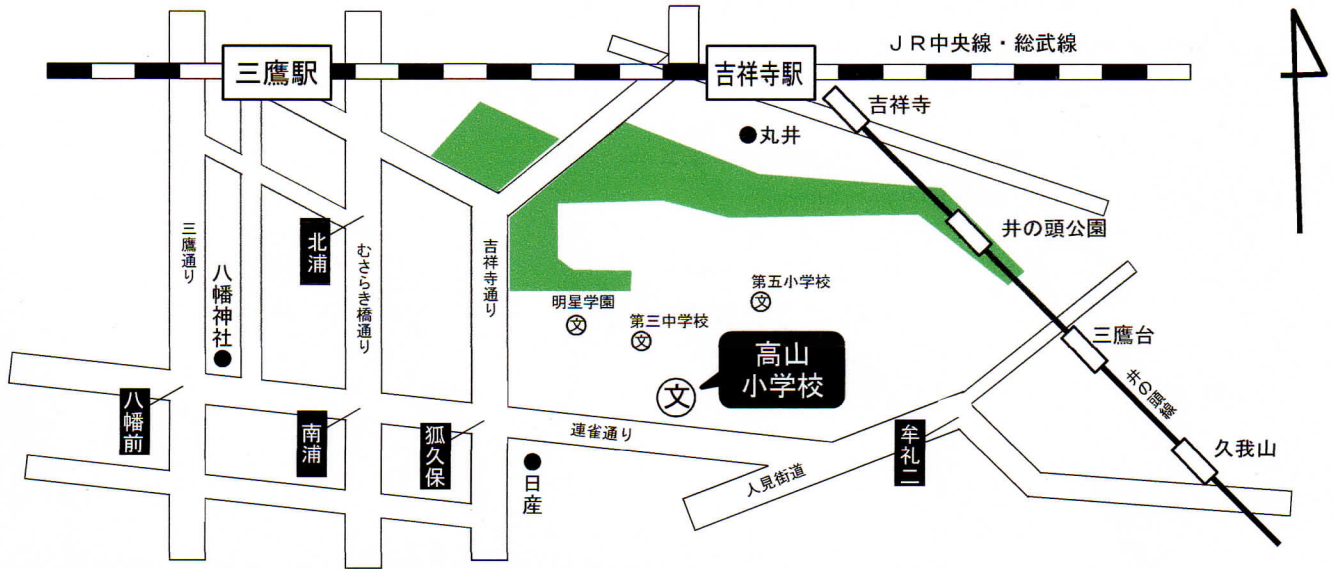 JR中央線・総武線
三鷹駅
吉祥寺駅
吉祥寺
丸井
井の頭公園
三鷹通り
北浦
むさらき橋通り
吉祥寺通り
八幡神社
第五小学校
文
明星学園
文
第三中学校
文
三鷹台
高山
小学校
文
井の頭線
八幡前
南浦
狐久保
連雀通り
牟礼二
久我山
日産
人見街道